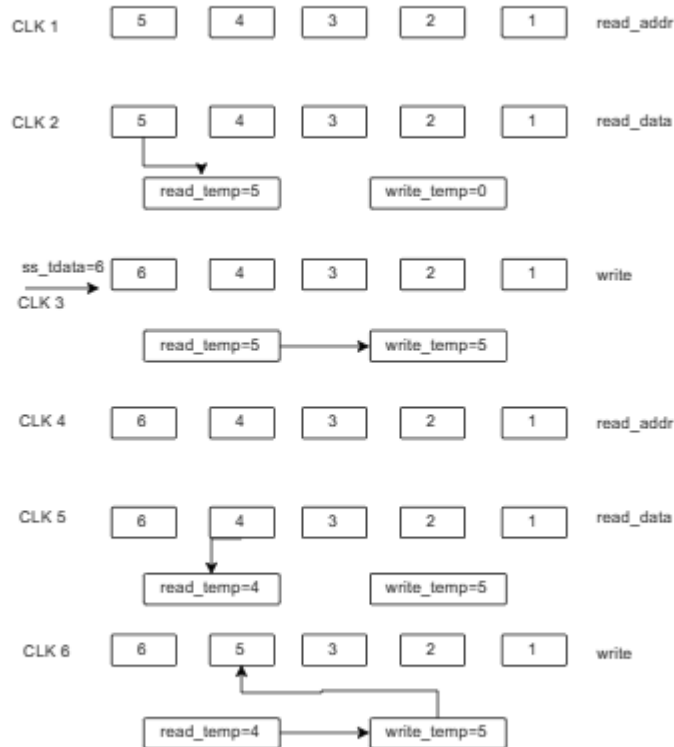 CLK 1 5 4 3 2 1 read_addr
CLK 2 5 4 3 2 1 read_data
read_temp=5 write_temp=0
ss_tdata=6 6 4 3 2 1 write
CLK 3
read_temp=5 write_temp=5
CLK 4 6 4 3 2 1 read_addr
CLK 5 6 4 3 2 1 read_data
read_temp=4 write_temp=5
CLK 6 6 5 3 2 1 write
read_temp=4 write_temp=5